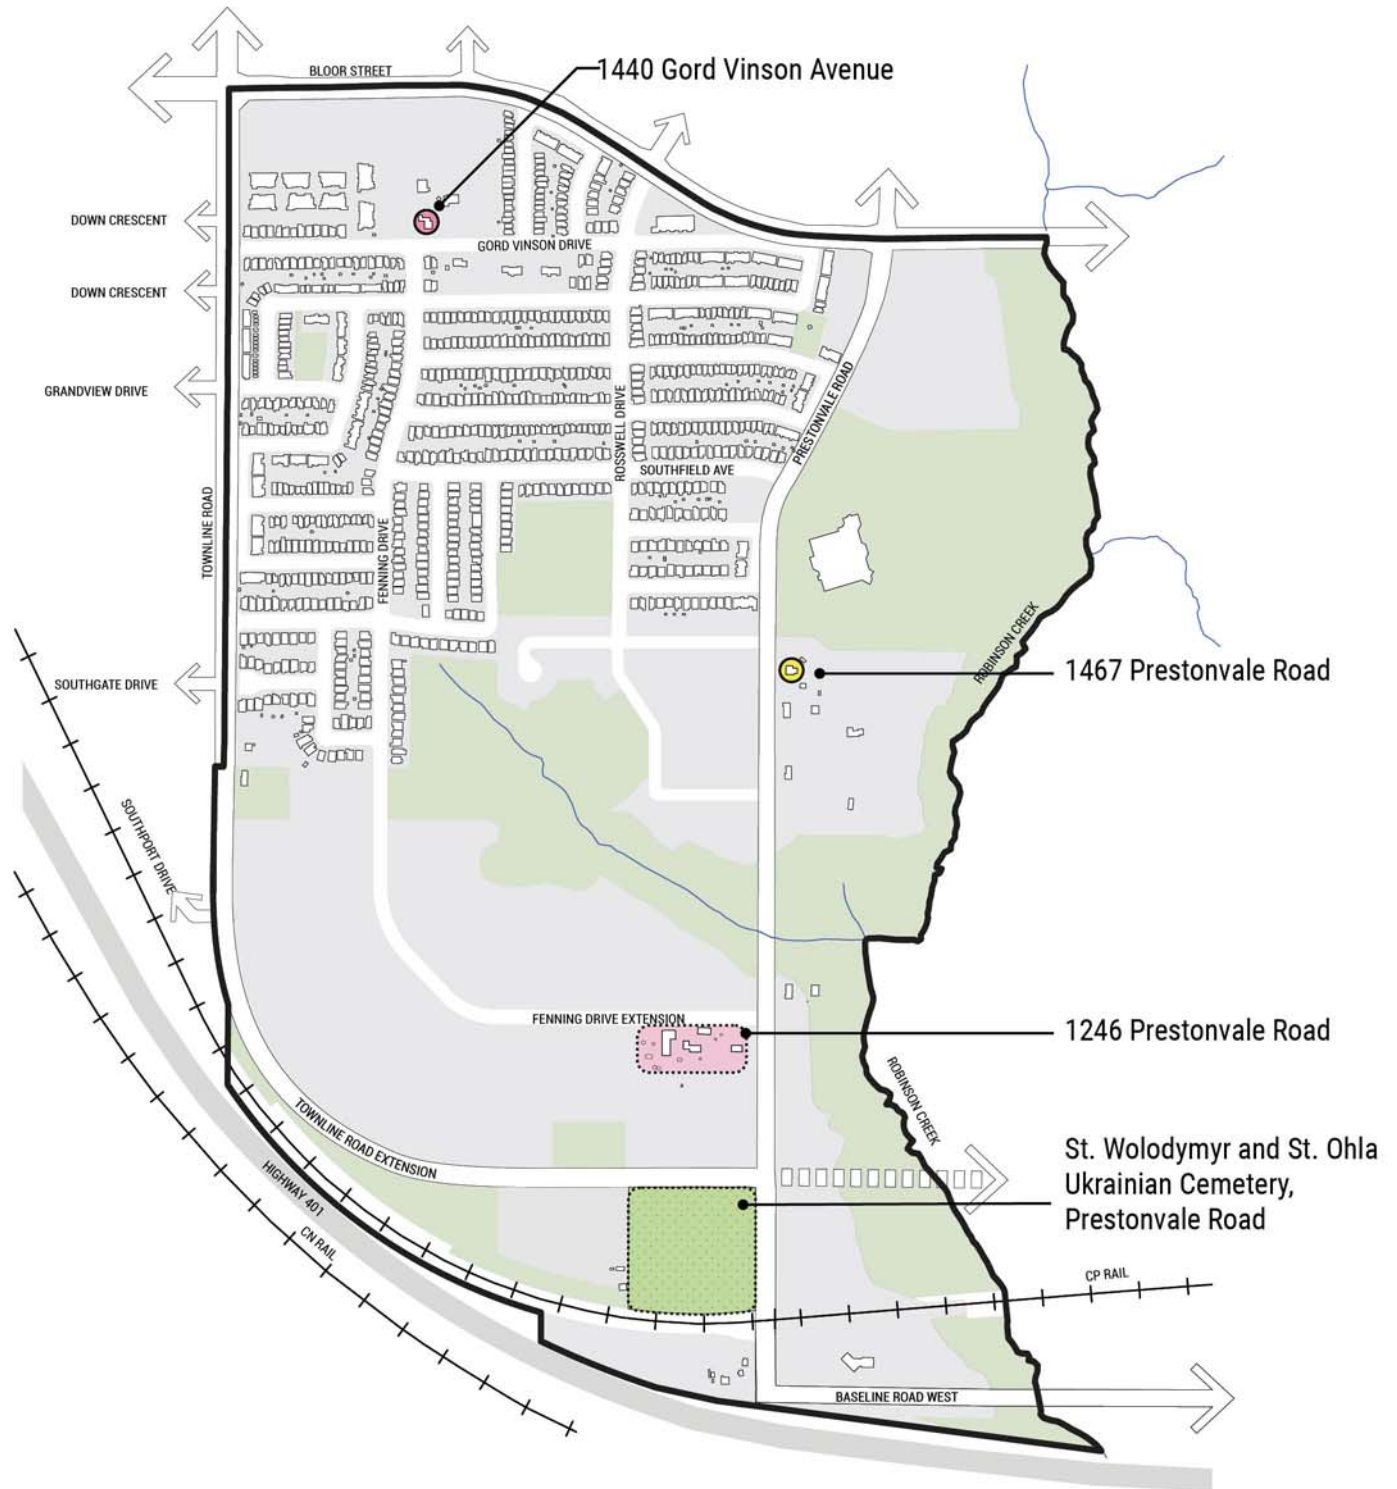 BLOOR STREET
1440 Gord Vinson Avenue
DOWN CRESCENT
GORD VINSON DRIVE
DOWN CRESCENT
GRANDVIEW DRIVE
PRESTONVALE ROAD
ROSSWELL DRIVE
SOUTHFIELD AVE
TOWNLINE ROAD
FENNING DRIVE
ROBINSON CREEK
1467 Prestonvale Road
SOUTHGATE DRIVE
SOUTHPORT DRIVE
FENNING DRIVE EXTENSION
1246 Prestonvale Road
ROBINSON CREEK
TOWNLINE ROAD EXTENSION
St. Wolodymyr and St. Ohla
Ukrainian Cemetery,
Prestonvale Road
HIGHWAY 401
CN RAIL
CP RAIL
BASELINE ROAD WEST